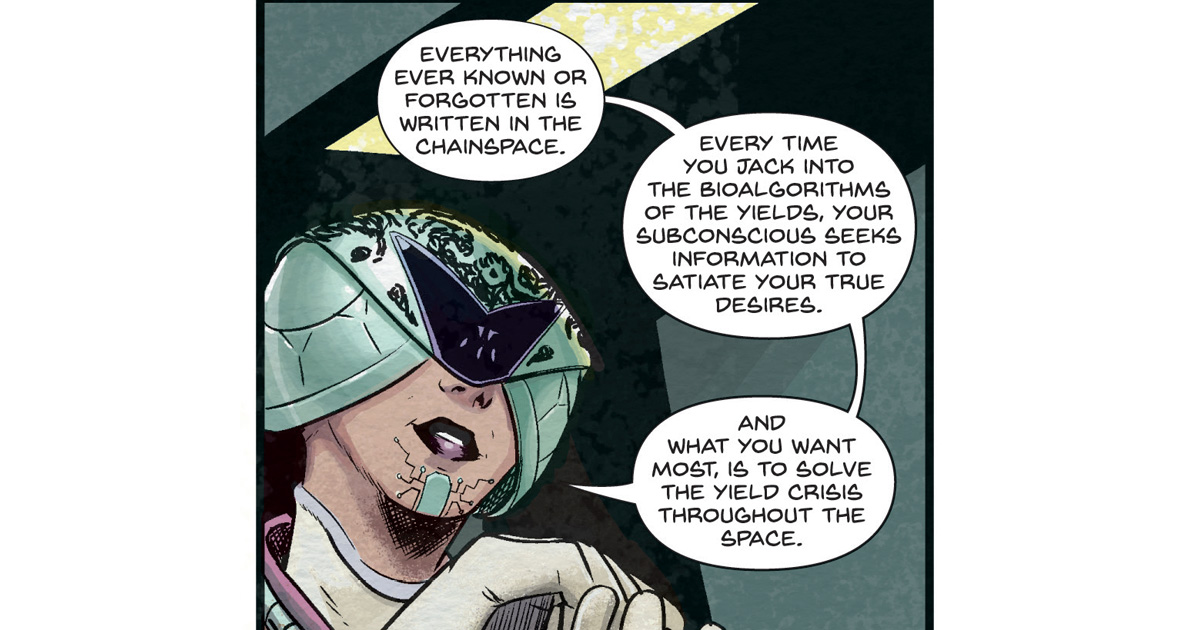 EVERYTHING
EVER KNOWN OR
FORGOTTEN IS
WRITTEN IN THE
CHAINSPACE.
EVERY TIME
YOU JACK INTO
THE BIOALGORITHMS
OF THE YIELDS, YOUR
SUBCONSCIOUS SEEKS
INFORMATION TO
SATIATE YOUR TRUE
DESIRES.
AND
WHAT YOU WANT
MOST, IS TO SOLVE
THE YIELD CRISIS
THROUGHOUT THE
SPACE.